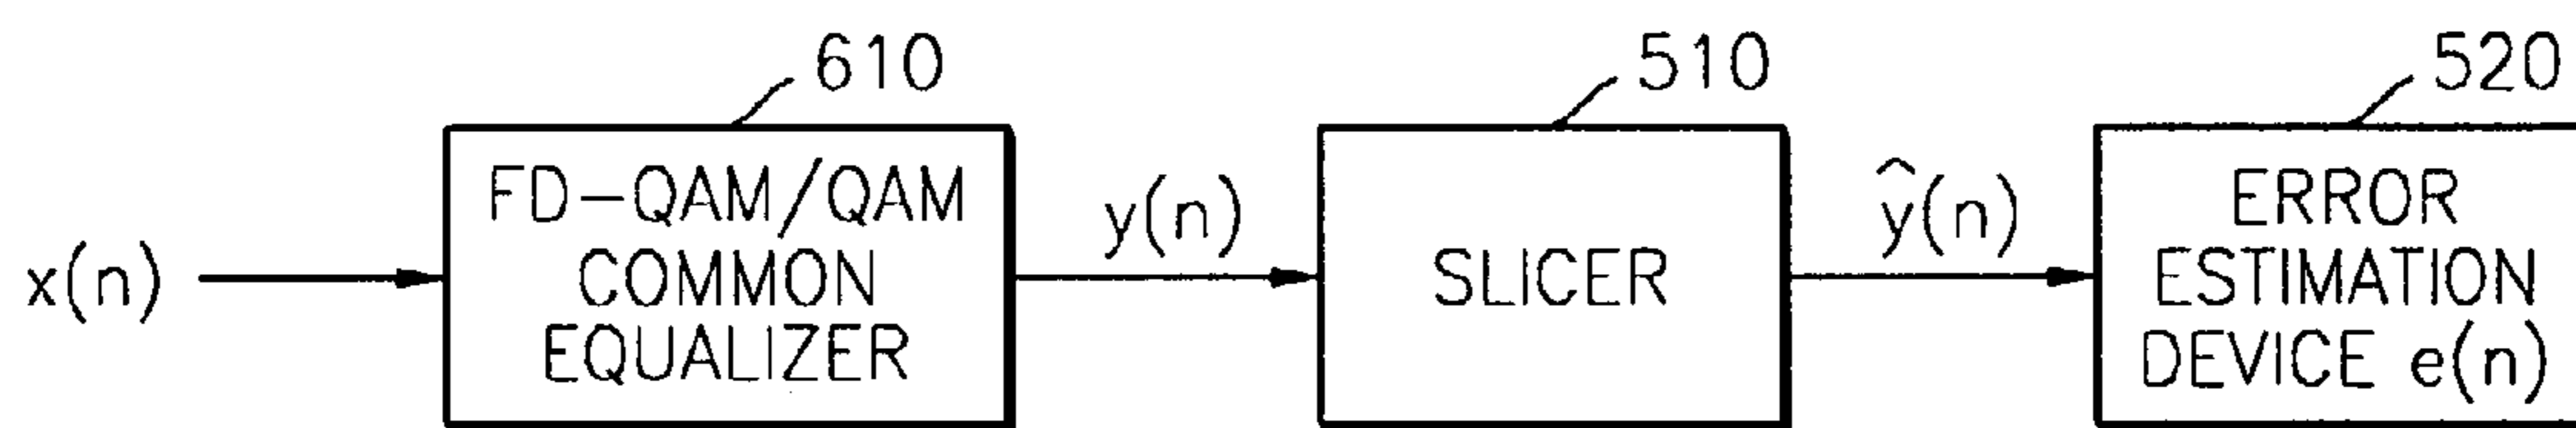 610
510
520
x(n)
FD-QAM/QAM
COMMON
EQUALIZER
y(n)
SLICER
ŷ(n)
ERROR
ESTIMATION
DEVICE e(n)